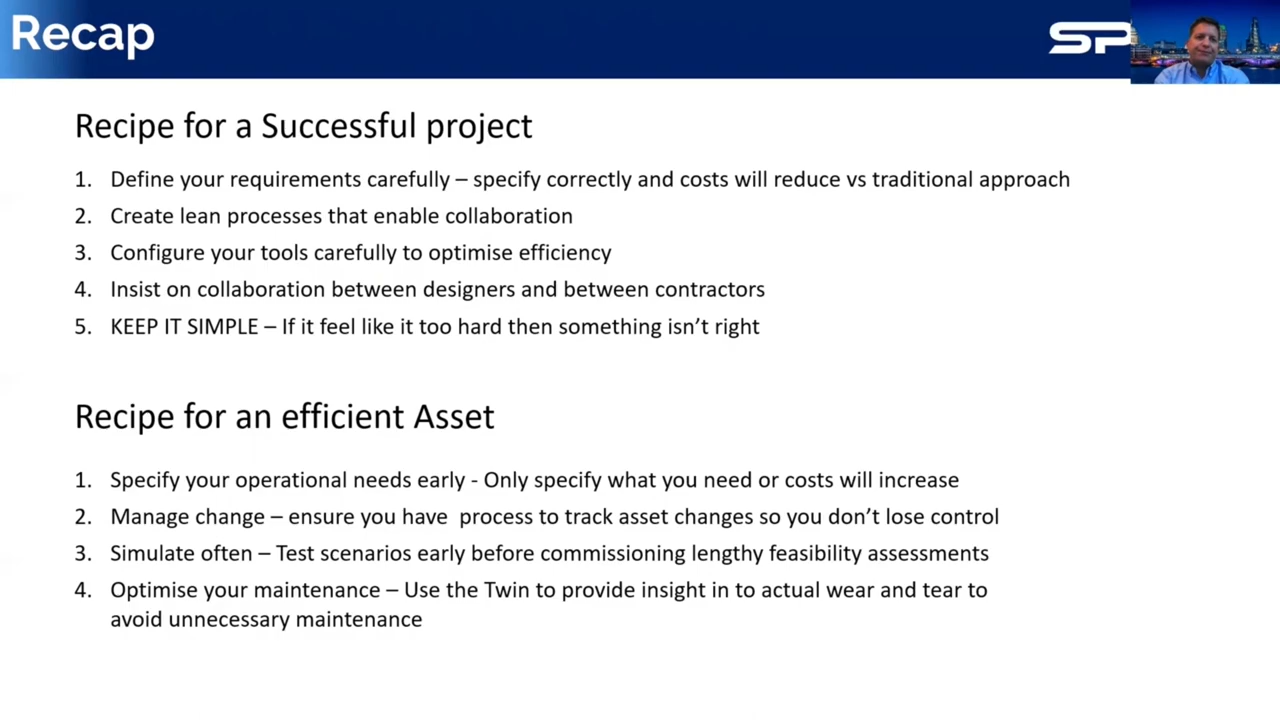 Recap
SP
Recipe for a Successful project
1. Define your requirements carefully – specify correctly and costs will reduce vs traditional approach
2. Create lean processes that enable collaboration
3. Configure your tools carefully to optimise efficiency
4. Insist on collaboration between designers and between contractors
5. KEEP IT SIMPLE – If it feel like it too hard then something isn't right
Recipe for an efficient Asset
1. Specify your operational needs early - Only specify what you need or costs will increase
2. Manage change – ensure you have  process to track asset changes so you don't lose control
3. Simulate often – Test scenarios early before commissioning lengthy feasibility assessments
4. Optimise your maintenance – Use the Twin to provide insight in to actual wear and tear to
avoid unnecessary maintenance